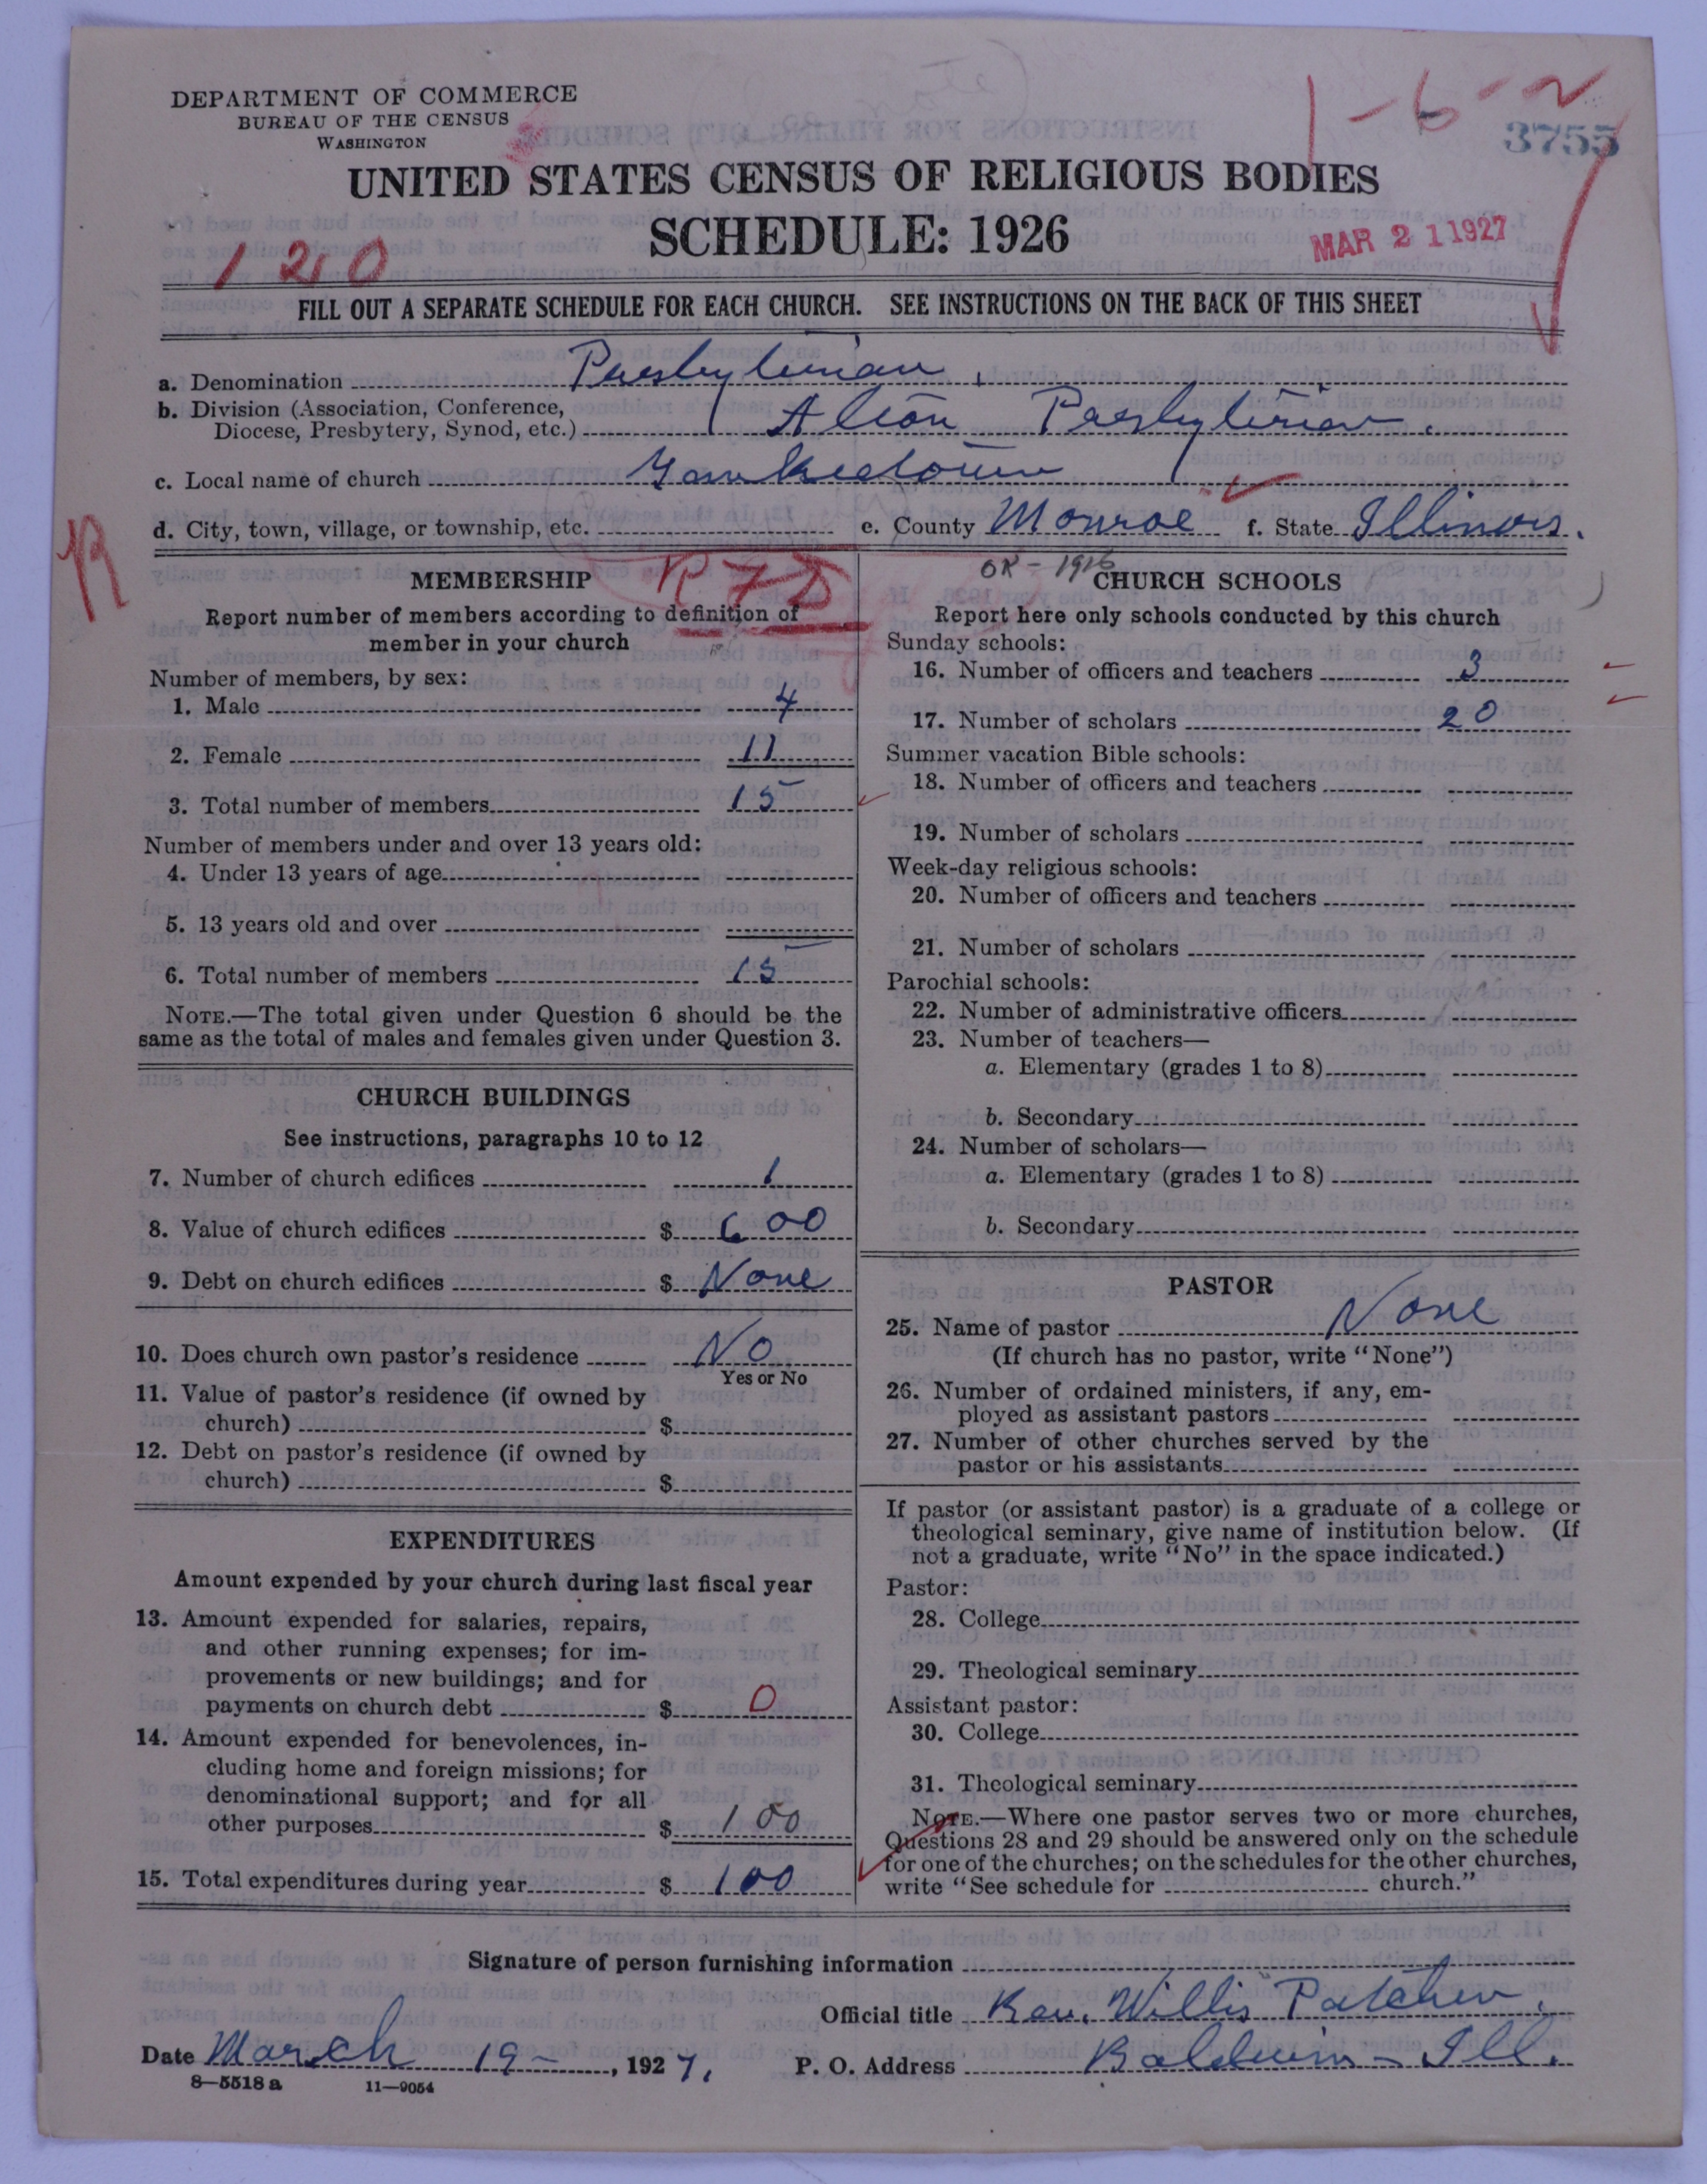 DEPARTMENT OF COMMERCE
BUREAU OF THE CENSUS
WASHINGTON
1-6-2
3755
UNITED STATES CENSUS OF RELIGIOUS BODIES
SCHEDULE: 1926
MAR 21 1927
120
FILL OUT A SEPARATE SCHEDULE FOR EACH CHURCH. SEE INSTRUCTIONS ON THE BACK OF THIS SHEET
a. Denomination Presbyterian
b. Division (Association, Conference,
Diocese, Presbytery, Synod, etc.) Alton Presbyterian.
c. Local name of church Yankeetown
d. City, town, village, or township, etc. e. County Monroe f. State Illinois.
R
R7D
OK - 1916
MEMBERSHIP
Report number of members according to definition of
member in your church
Number of members, by sex:
1. Male 4
2. Female 11
3. Total number of members 15
Number of members under and over 13 years old:
4. Under 13 years of age
5. 13 years old and over
6. Total number of members 15
NOTE.—The total given under Question 6 should be the
same as the total of males and females given under Question 3.
CHURCH BUILDINGS
See instructions, paragraphs 10 to 12
7. Number of church edifices 1
8. Value of church edifices $ 600
9. Debt on church edifices $ None
10. Does church own pastor's residence No
Yes or No
11. Value of pastor's residence (if owned by
church) $
12. Debt on pastor's residence (if owned by
church) $
EXPENDITURES
Amount expended by your church during last fiscal year
13. Amount expended for salaries, repairs,
and other running expenses; for im-
provements or new buildings; and for
payments on church debt $ 0
14. Amount expended for benevolences, in-
cluding home and foreign missions; for
denominational support; and for all
other purposes $ 100
15. Total expenditures during year $ 100
CHURCH SCHOOLS
Report here only schools conducted by this church
Sunday schools:
16. Number of officers and teachers 3
17. Number of scholars 20
Summer vacation Bible schools:
18. Number of officers and teachers
19. Number of scholars
Week-day religious schools:
20. Number of officers and teachers
21. Number of scholars
Parochial schools:
22. Number of administrative officers
23. Number of teachers—
a. Elementary (grades 1 to 8)
b. Secondary
24. Number of scholars—
a. Elementary (grades 1 to 8)
b. Secondary
PASTOR
25. Name of pastor None
(If church has no pastor, write "None")
26. Number of ordained ministers, if any, em-
ployed as assistant pastors
27. Number of other churches served by the
pastor or his assistants
If pastor (or assistant pastor) is a graduate of a college or
theological seminary, give name of institution below. (If
not a graduate, write "No" in the space indicated.)
Pastor:
28. College
29. Theological seminary
Assistant pastor:
30. College
31. Theological seminary
NOTE.—Where one pastor serves two or more churches,
Questions 28 and 29 should be answered only on the schedule
for one of the churches; on the schedules for the other churches,
write "See schedule for church."
Signature of person furnishing information
Official title Rev. Willis Patchen.
Date March 19-, 1927. P. O. Address Baldwin - Ill.
8—5518 a 11—9054